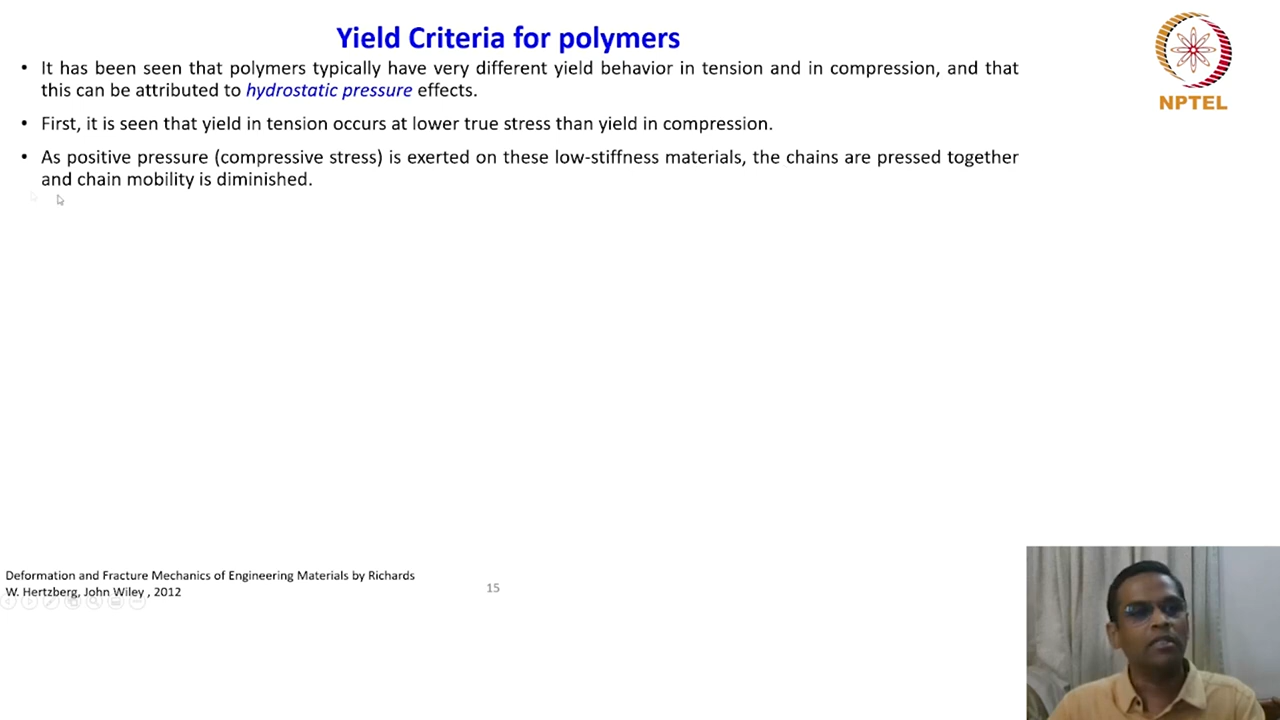 Yield Criteria for polymers
• It has been seen that polymers typically have very different yield behavior in tension and in compression, and that
this can be attributed to hydrostatic pressure effects.
• First, it is seen that yield in tension occurs at lower true stress than yield in compression.
• As positive pressure (compressive stress) is exerted on these low-stiffness materials, the chains are pressed together
and chain mobility is diminished.
NPTEL
Deformation and Fracture Mechanics of Engineering Materials by Richards
W. Hertzberg, John Wiley , 2012
15